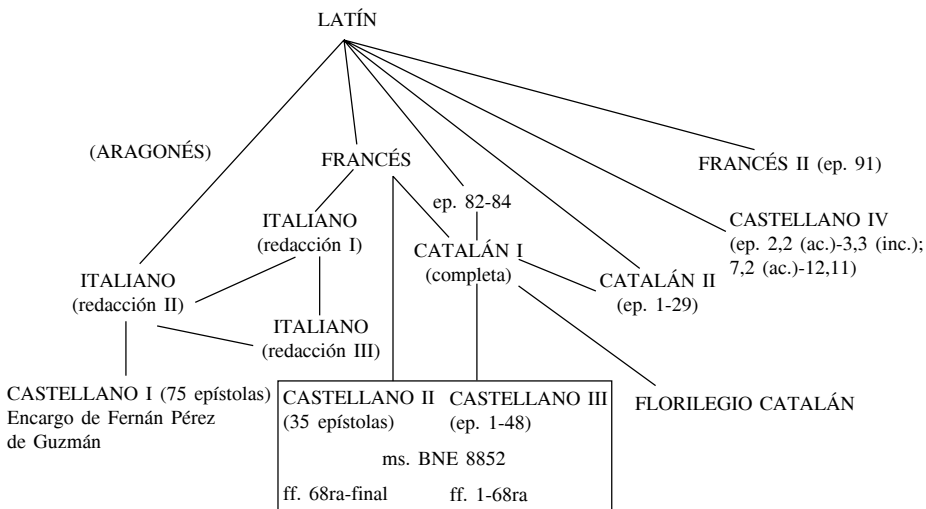 LATÍN
(ARAGONÉS)
FRANCÉS
FRANCÉS II (ep. 91)
ep. 82-84
ITALIANO
(redacción I)
CASTELLANO IV
(ep. 2,2 (ac.)-3,3 (inc.);
7,2 (ac.)-12,11)
CATALÁN I
(completa)
ITALIANO
(redacción II)
CATALÁN II
(ep. 1-29)
ITALIANO
(redacción III)
CASTELLANO I (75 epístolas)
Encargo de Fernán Pérez
de Guzmán
CASTELLANO II
(35 epístolas)
CASTELLANO III
(ep. 1-48)
FLORILEGIO CATALÁN
ms. BNE 8852
ff. 68ra-final
ff. 1-68ra